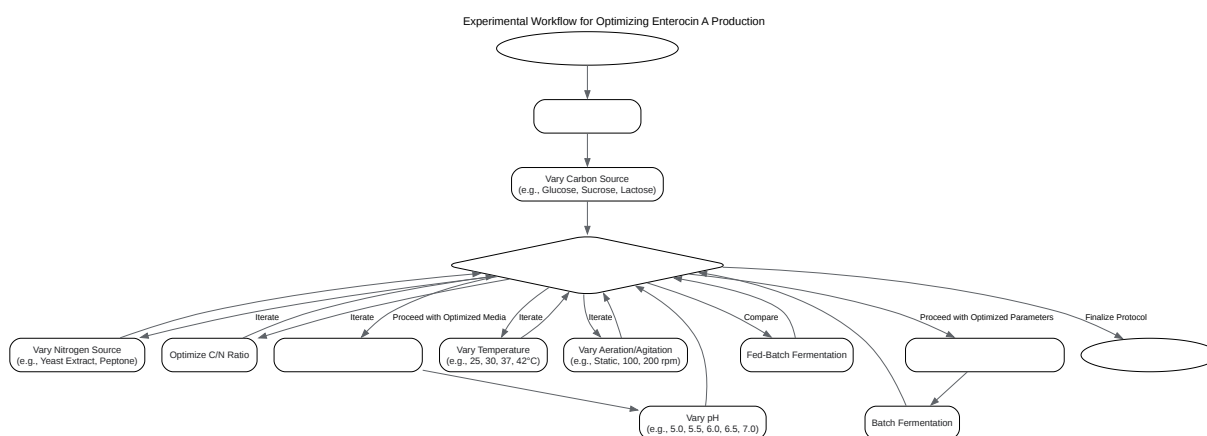 Experimental Workflow for Optimizing Enterocin A Production
Vary Carbon Source
(e.g., Glucose, Sucrose, Lactose)
Iterate
Iterate
Proceed with Optimized Media
Iterate
Iterate
Compare
Proceed with Optimized Parameters
Finalize Protocol
Vary Nitrogen Source
(e.g., Yeast Extract, Peptone)
Optimize C/N Ratio
Vary Temperature
(e.g., 25, 30, 37, 42°C)
Vary Aeration/Agitation
(e.g., Static, 100, 200 rpm)
Fed-Batch Fermentation
Vary pH
(e.g., 5.0, 5.5, 6.0, 6.5, 7.0)
Batch Fermentation